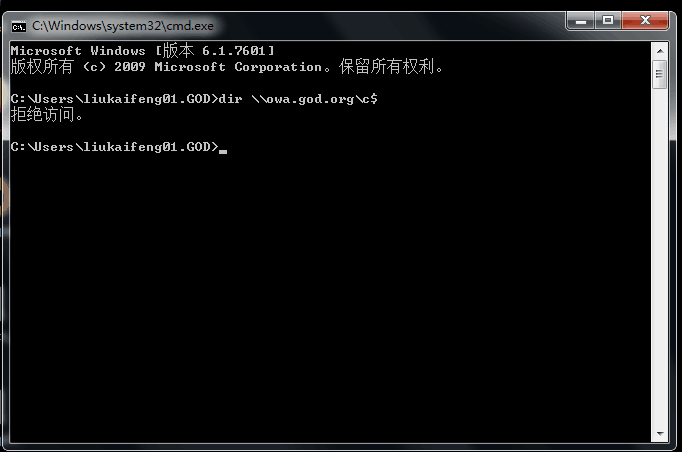 C:\Windows\system32\cmd.exe
Microsoft Windows [版本 6.1.7601]
版权所有 (c) 2009 Microsoft Corporation。保留所有权利。
C:\Users\liukaifeng01.GOD>dir \\owa.god.org\c$
拒绝访问。
C:\Users\liukaifeng01.GOD>